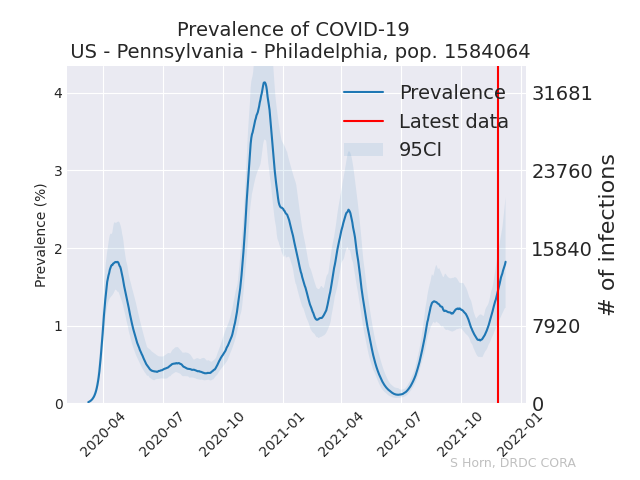 Prevalence of COVID-19
US - Pennsylvania - Philadelphia, pop. 1584064
Prevalence
Latest data
95CI
Prevalence (%)
4
3
2
1
0
31681
23760
15840
7920
0
# of infections
2020-04
2020-07
2020-10
2021-01
2021-04
2021-07
2021-10
2022-01
S Horn, DRDC CORA